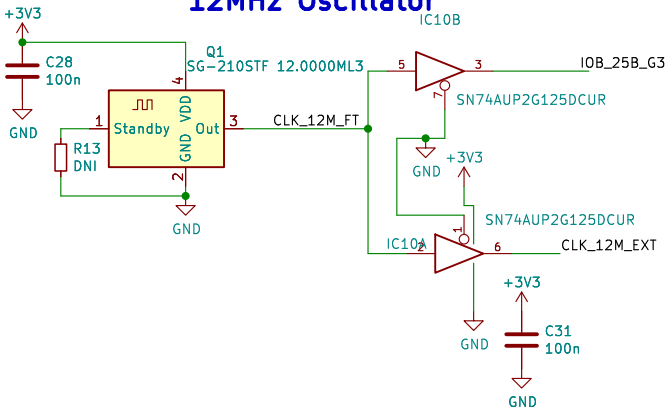 12MHz Oscillator
+3V3
IC10B
Q1
SG-210STF 12.0000ML3
C28
100n
GND
4
VDD
1
Standby
Out
3
GND
2
R13
DNI
GND
CLK_12M_FT
5
3
IOB_25B_G3
7
SN74AUP2G125DCUR
GND
+3V3
SN74AUP2G125DCUR
1
IC10A
2
6
CLK_12M_EXT
GND
+3V3
C31
100n
GND